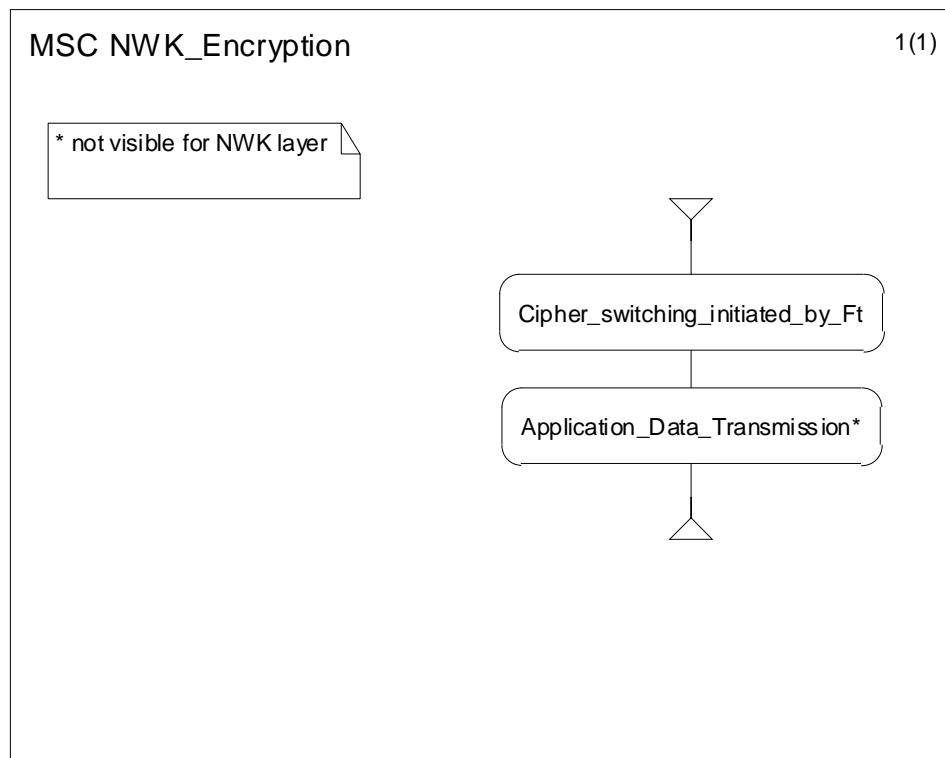 MSC NWK_Encryption
1(1)
* not visible for NWK layer
Cipher_switching_initiated_by_Ft
Application_Data_Transmission*